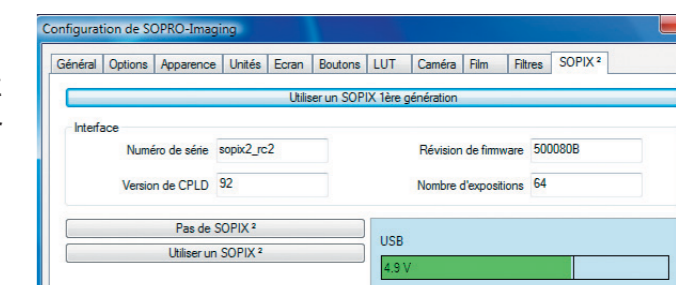 Configuration de SOPRO-Imaging
Général Options Apparence Unités Ecran Boutons LUT Caméra Film Filtres SOPIX ²
Utiliser un SOPIX 1ère génération
Interface
Numéro de série sopix2_rc2 Révision de firmware 500080B
Version de CPLD 92 Nombre d'expositions 64
Pas de SOPIX ²
Utiliser un SOPIX ²
USB
4.9 V